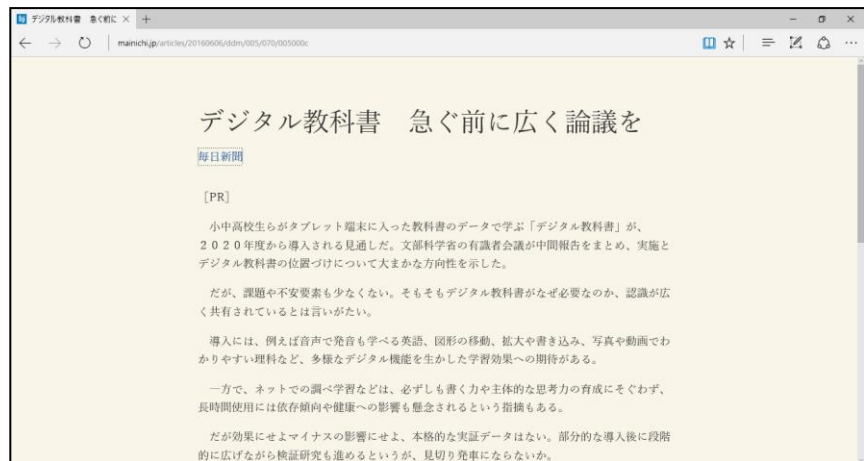 デジタル教科書 急ぐ前に
mainichi.jp/articles/20160606/ddm/005/070/005000c
デジタル教科書　急ぐ前に広く論議を
毎日新聞
［PR］
　小中高校生らがタブレット端末に入った教科書のデータで学ぶ「デジタル教科書」が、
２０２０年度から導入される見通しだ。文部科学省の有識者会議が中間報告をまとめ、実施と
デジタル教科書の位置づけについて大まかな方向性を示した。
　だが、課題や不安要素も少なくない。そもそもデジタル教科書がなぜ必要なのか、認識が広
く共有されているとは言いがたい。
　導入には、例えば音声で発音も学べる英語、図形の移動、拡大や書き込み、写真や動画でわ
かりやすい理科など、多様なデジタル機能を生かした学習効果への期待がある。
　一方で、ネットでの調べ学習などは、必ずしも書く力や主体的な思考力の育成にそぐわず、
長時間使用には依存傾向や健康への影響も懸念されるという指摘もある。
　だが効果にせよマイナスの影響にせよ、本格的な実証データはない。部分的な導入後に段階
的に広げながら検証研究も進めるというが、見切り発車にならないか。